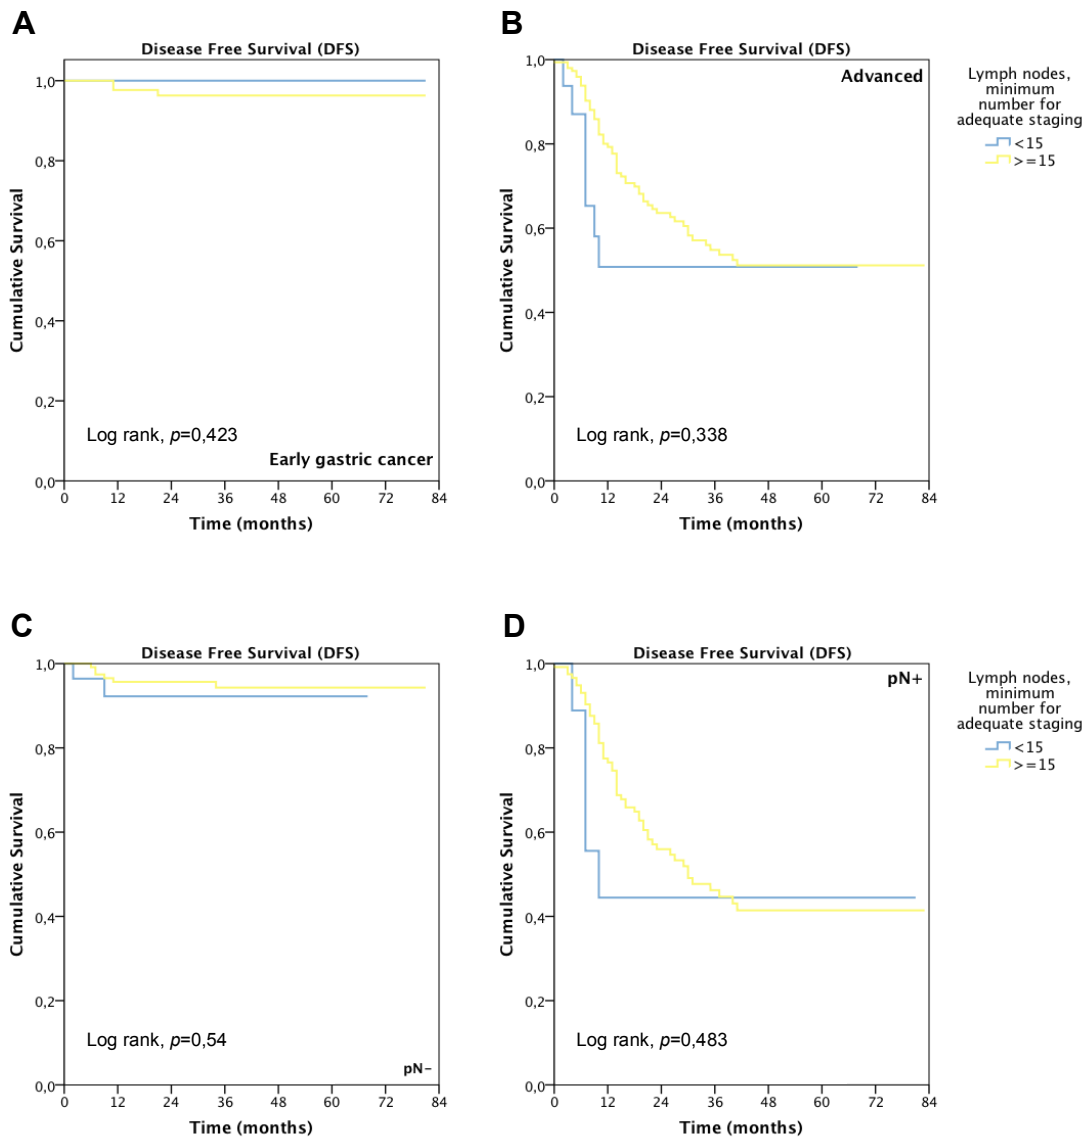 A
Disease Free Survival (DFS)
Cumulative Survival
1,0
0,8
0,6
0,4
0,2
0,0
Log rank, p=0,423
Early gastric cancer
0 12 24 36 48 60 72 84
Time (months)
B
Disease Free Survival (DFS)
Cumulative Survival
1,0
0,8
0,6
0,4
0,2
0,0
Advanced
Log rank, p=0,338
0 12 24 36 48 60 72 84
Time (months)
Lymph nodes,
minimum
number for
adequate staging
<15
>=15
C
Disease Free Survival (DFS)
Cumulative Survival
1,0
0,8
0,6
0,4
0,2
0,0
Log rank, p=0,54
pN-
0 12 24 36 48 60 72 84
Time (months)
D
Disease Free Survival (DFS)
Cumulative Survival
1,0
0,8
0,6
0,4
0,2
0,0
pN+
Log rank, p=0,483
0 12 24 36 48 60 72 84
Time (months)
Lymph nodes,
minimum
number for
adequate staging
<15
>=15